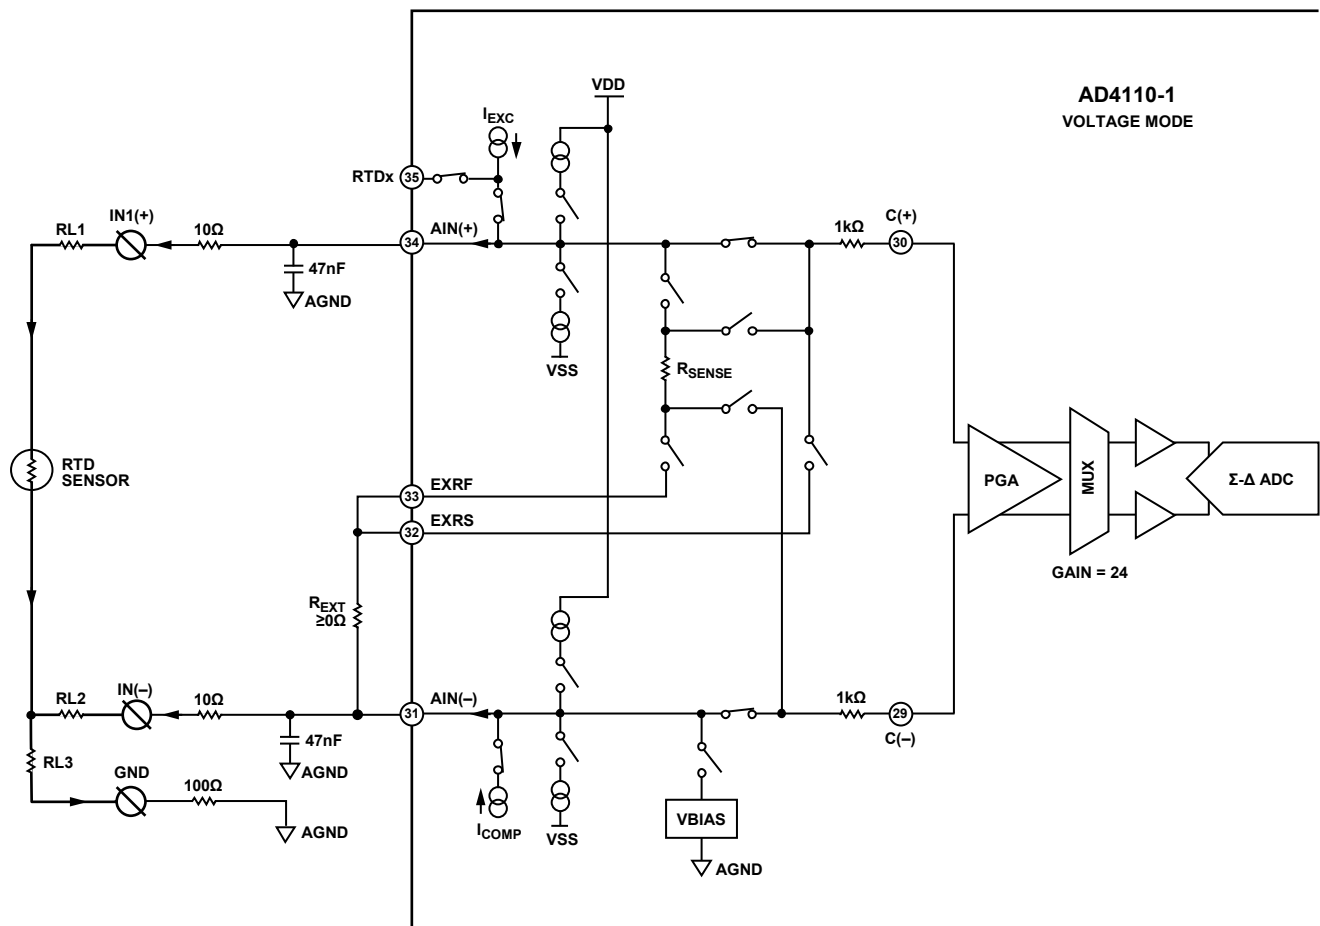 AD4110-1
VOLTAGE MODE
VDD
IEXC
RTDx
35
RL1
IN1(+)
10Ω
34
AIN(+)
1kΩ
C(+)
30
47nF
AGND
VSS
RSENSE
RTD
SENSOR
33
EXRF
32
EXRS
PGA
MUX
Σ-Δ ADC
GAIN = 24
REXT
≥0Ω
RL2
IN(–)
10Ω
31
AIN(–)
1kΩ
29
C(–)
47nF
AGND
RL3
GND
100Ω
AGND
ICOMP
VSS
VBIAS
AGND